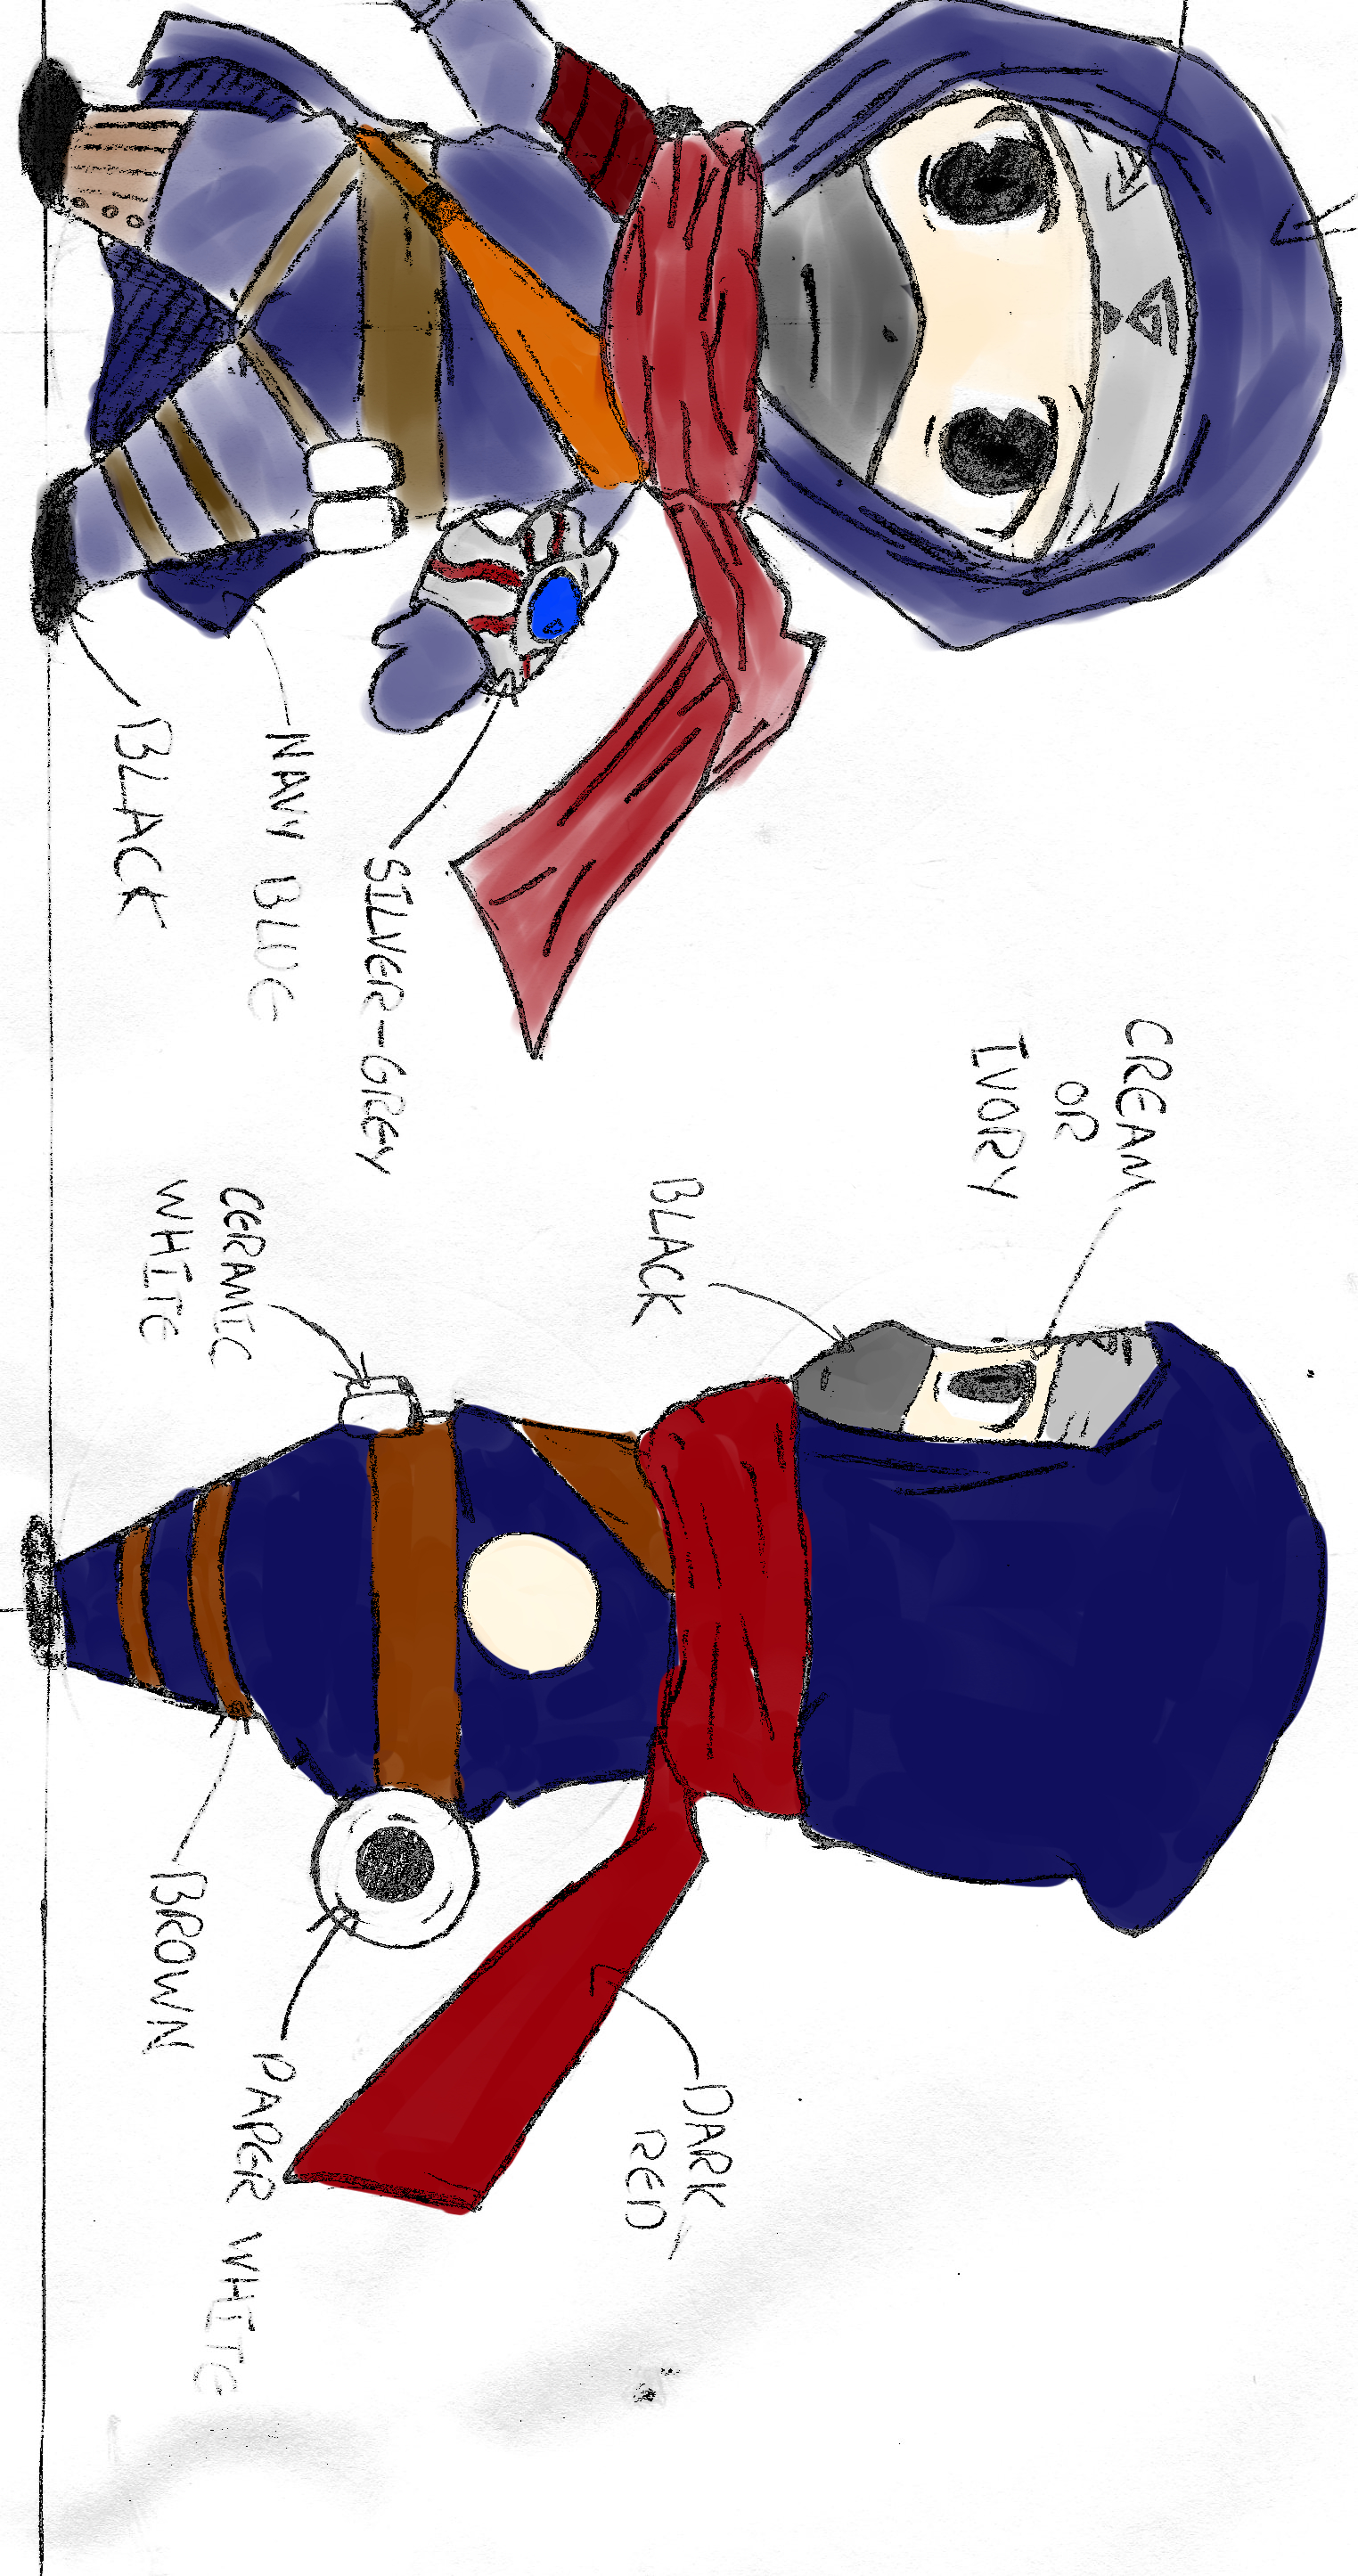 CREAM
OR
IVORY
BLACK
DARK
RED
SILVER-GREY
NAVY BLUE
BLACK
CERAMIC
WHITE
PAPER WHITE
BROWN